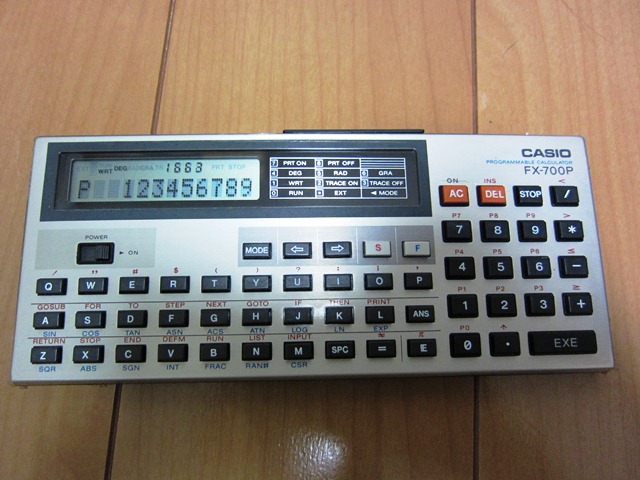 CASIO
PROGRAMMABLE CALCULATOR
FX-700P
WRT DEG 1663 PRT STOP
P 123456789
7 PRT ON 8 PRT OFF
4 DEG 5 RAD 6 GRA
1 WRT 2 TRACE ON 3 TRACE OFF
0 RUN • EXT ◄ MODE
POWER
► ON
MODE ⇦ ⇨ S F
ON INS <
AC DEL STOP /
P7 P8 P9 >
7 8 9 *
P4 P5 P6 ≤
4 5 6 −
P1 P2 P3 ≥
1 2 3 +
P0
0 • EXE
! " # $ ( ) ? : ; ,
Q W E R T Y U I O P
GOSUB FOR TO STEP NEXT GOTO IF THEN PRINT
A S D F G H J K L ANS
SIN COS TAN ASN ACS ATN LOG LN EXP
RETURN STOP END DEFM RUN LIST INPUT ≠ π
Z X C V B N M SPC = E
SQR ABS SGN INT FRAC RAN# CSR